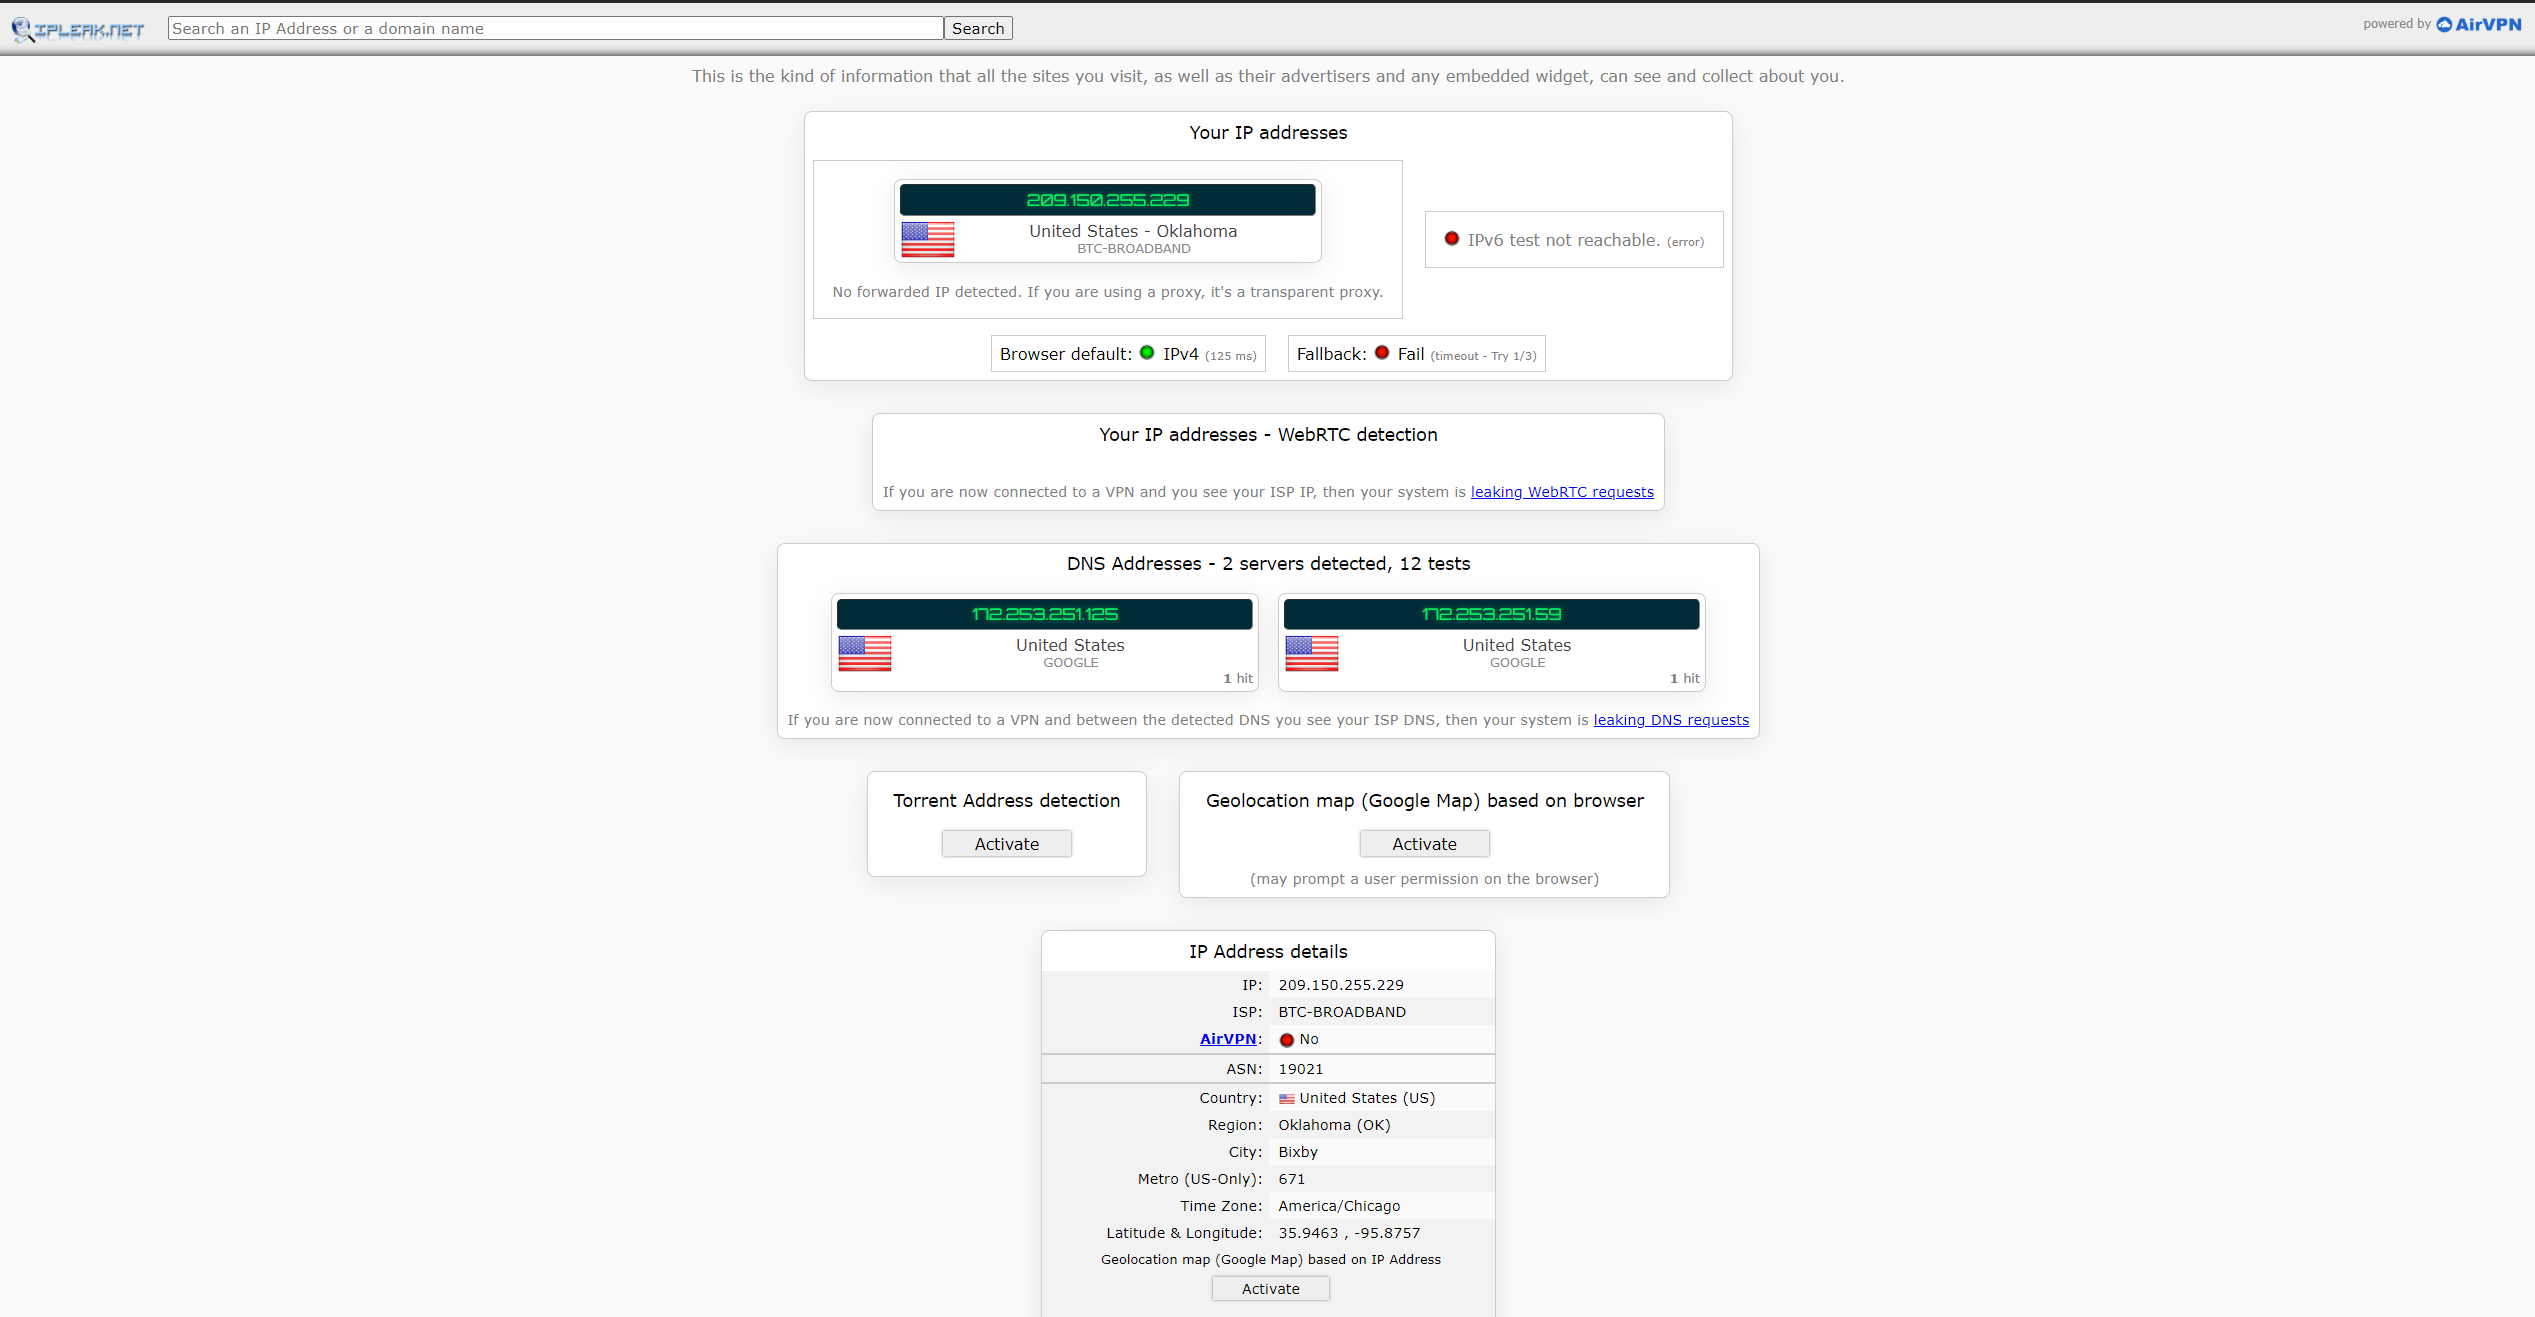 IPLEAK.NET
Search an IP Address or a domain name
Search
powered by AirVPN
This is the kind of information that all the sites you visit, as well as their advertisers and any embedded widget, can see and collect about you.
Your IP addresses
209.150.255.229
United States - Oklahoma
BTC-BROADBAND
No forwarded IP detected. If you are using a proxy, it's a transparent proxy.
IPv6 test not reachable. (error)
Browser default: IPv4 (125 ms)
Fallback: Fail (timeout - Try 1/3)
Your IP addresses - WebRTC detection
If you are now connected to a VPN and you see your ISP IP, then your system is leaking WebRTC requests
DNS Addresses - 2 servers detected, 12 tests
172.253.251.125
United States
GOOGLE
1 hit
172.253.251.59
United States
GOOGLE
1 hit
If you are now connected to a VPN and between the detected DNS you see your ISP DNS, then your system is leaking DNS requests
Torrent Address detection
Activate
Geolocation map (Google Map) based on browser
Activate
(may prompt a user permission on the browser)
IP Address details
IP: 209.150.255.229
ISP: BTC-BROADBAND
AirVPN: No
ASN: 19021
Country: United States (US)
Region: Oklahoma (OK)
City: Bixby
Metro (US-Only): 671
Time Zone: America/Chicago
Latitude & Longitude: 35.9463 , -95.8757
Geolocation map (Google Map) based on IP Address
Activate